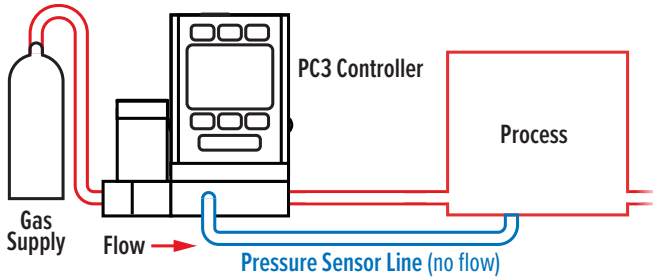 PC3 Controller
Process
Gas
Supply
Flow
Pressure Sensor Line (no flow)